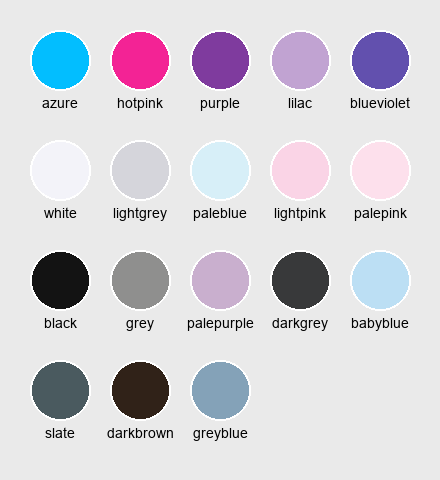 azure hotpink purple lilac blueviolet
white lightgrey paleblue lightpink palepink
black grey palepurple darkgrey babyblue
slate darkbrown greyblue